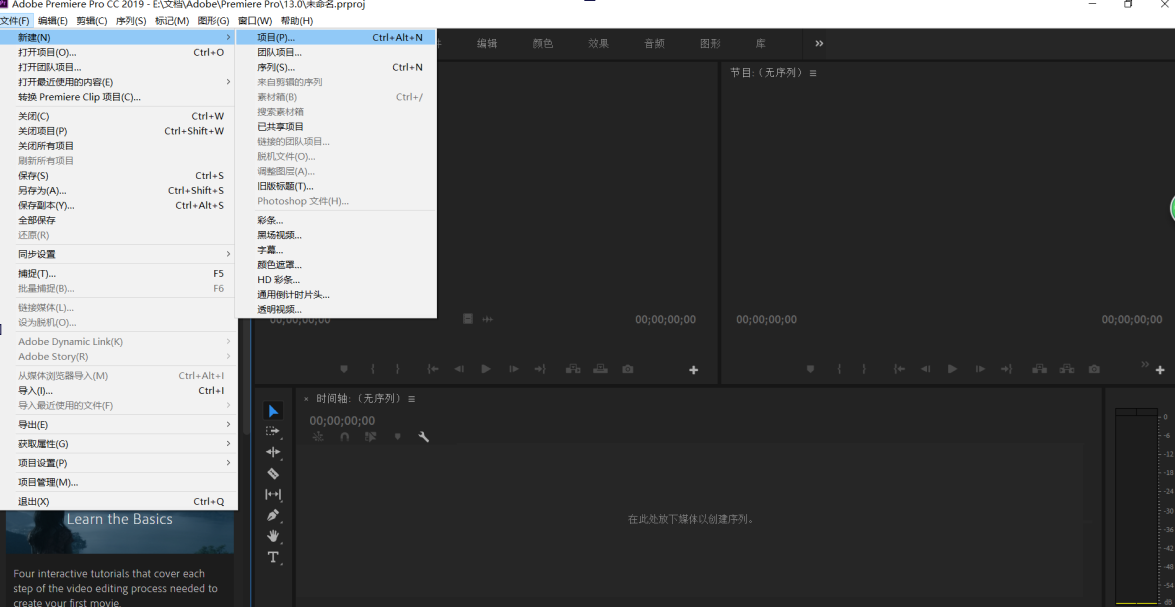 Adobe Premiere Pro CC 2019 - E:\文档\Adobe\Premiere Pro\13.0\未命名.prproj
文件(F) 编辑(E) 剪辑(C) 序列(S) 标记(M) 图形(G) 窗口(W) 帮助(H)
新建(N)
打开项目(O)... Ctrl+O
打开团队项目...
打开最近使用的内容(E)
转换 Premiere Clip 项目(C)...
关闭(C) Ctrl+W
关闭项目(P) Ctrl+Shift+W
关闭所有项目
刷新所有项目
保存(S) Ctrl+S
另存为(A)... Ctrl+Shift+S
保存副本(Y)... Ctrl+Alt+S
全部保存
还原(R)
同步设置
捕捉(T)... F5
批量捕捉(B)... F6
链接媒体(L)...
设为脱机(O)...
Adobe Dynamic Link(K)
Adobe Story(R)
从媒体浏览器导入(M) Ctrl+Alt+I
导入(I)... Ctrl+I
导入最近使用的文件(F)
导出(E)
获取属性(G)
项目设置(P)
项目管理(M)...
退出(X) Ctrl+Q
项目(P)... Ctrl+Alt+N
团队项目...
序列(S)... Ctrl+N
来自剪辑的序列
素材箱(B) Ctrl+/
搜索素材箱
已共享项目
链接的团队项目...
脱机文件(O)...
调整图层(A)...
旧版标题(T)...
Photoshop 文件(H)...
彩条...
黑场视频...
字幕...
颜色遮罩...
HD 彩条...
通用倒计时片头...
透明视频...
件 编辑 颜色 效果 音频 图形 库
节目:（无序列）
00;00;00;00 00;00;00;00
00;00;00;00 00;00;00;00
× 时间轴:（无序列）
00;00;00;00
在此处放下媒体以创建序列。
0
-6
-12
-18
-24
-30
-36
-42
-48
-54
dB
Learn the Basics
Four interactive tutorials that cover each
step of the video editing process needed to
create your first movie.